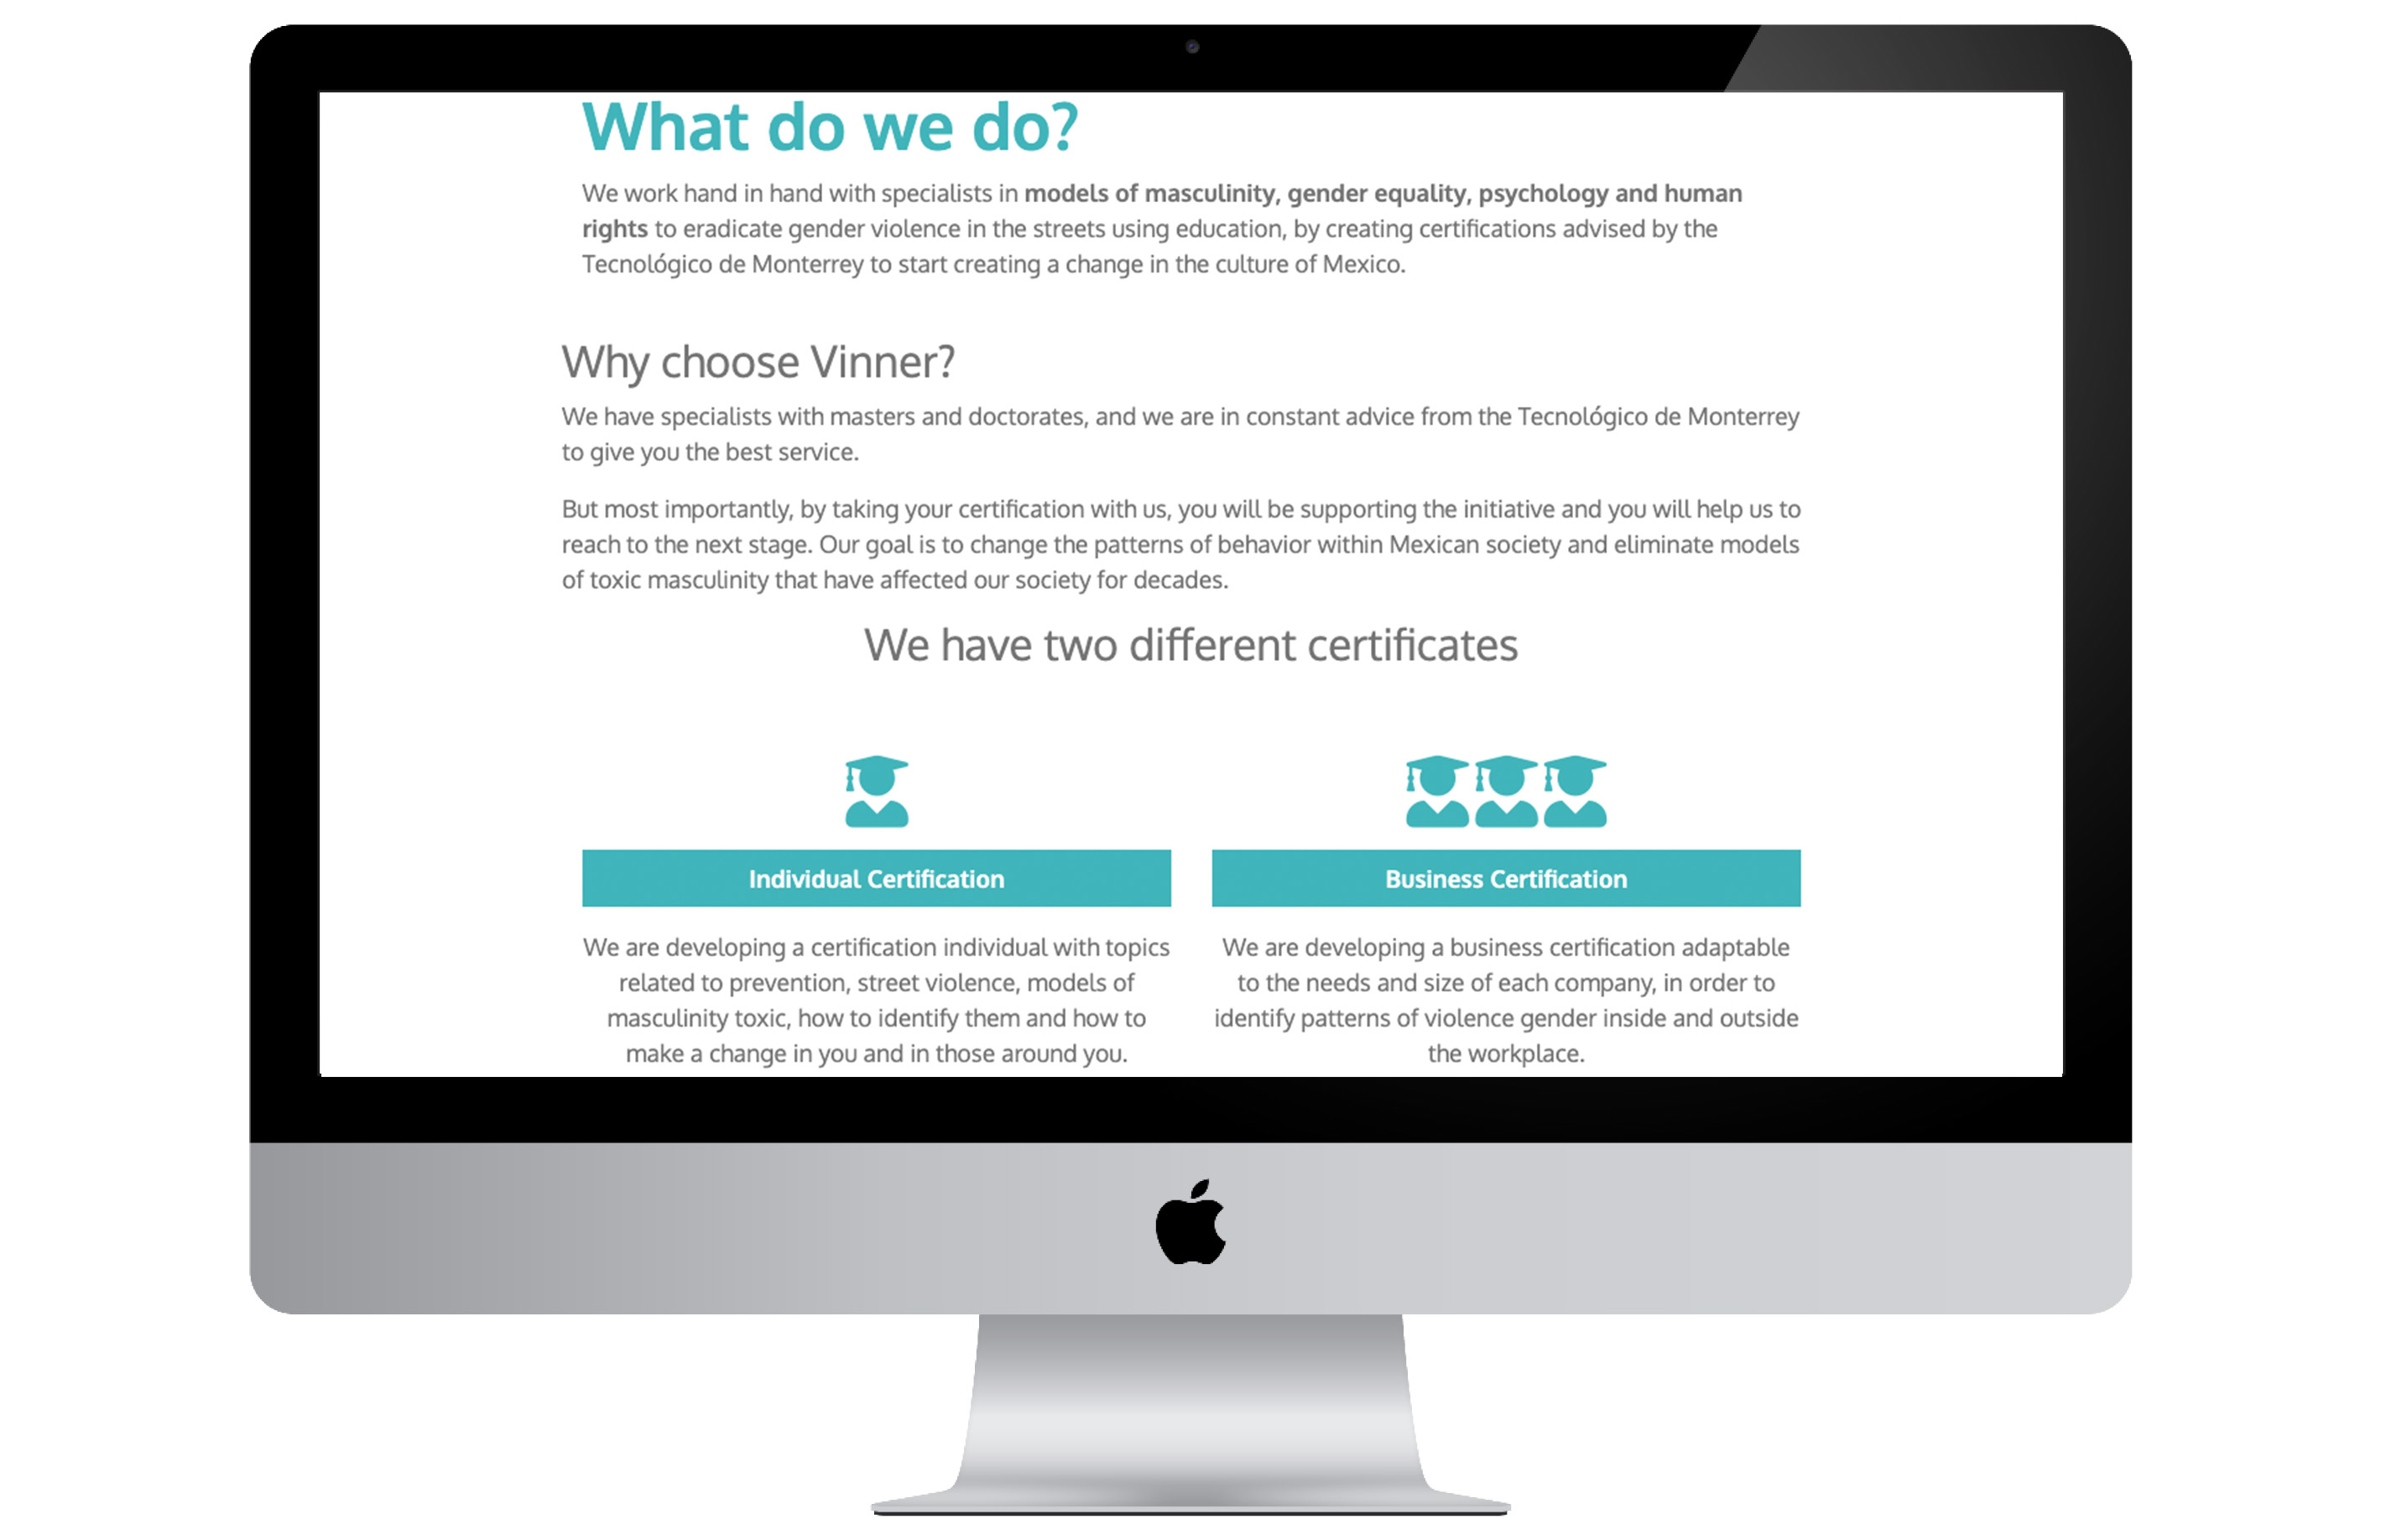 What do we do?
We work hand in hand with specialists in models of masculinity, gender equality, psychology and human
rights to eradicate gender violence in the streets using education, by creating certifications advised by the
Tecnológico de Monterrey to start creating a change in the culture of Mexico.
Why choose Vinner?
We have specialists with masters and doctorates, and we are in constant advice from the Tecnológico de Monterrey
to give you the best service.
But most importantly, by taking your certification with us, you will be supporting the initiative and you will help us to
reach to the next stage. Our goal is to change the patterns of behavior within Mexican society and eliminate models
of toxic masculinity that have affected our society for decades.
We have two different certificates
Individual Certification
We are developing a certification individual with topics
related to prevention, street violence, models of
masculinity toxic, how to identify them and how to
make a change in you and in those around you.
Business Certification
We are developing a business certification adaptable
to the needs and size of each company, in order to
identify patterns of violence gender inside and outside
the workplace.